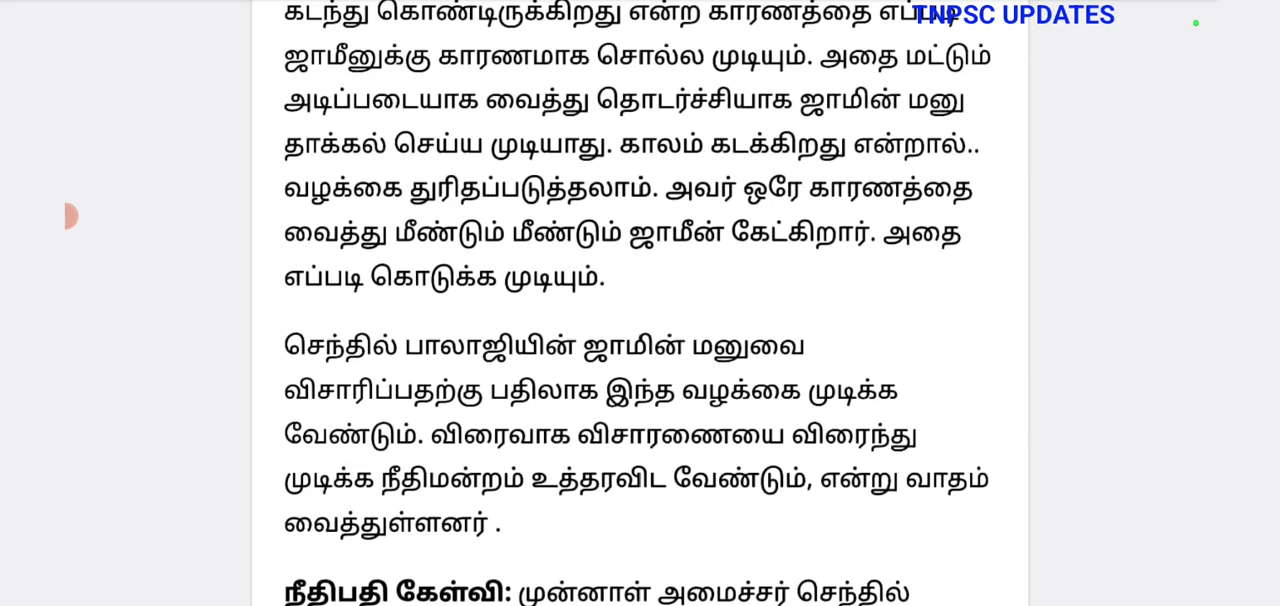 கடந்து கொண்டிருக்கிறது என்ற காரணத்தை எப்படி
TNPSC UPDATES
ஜாமீனுக்கு காரணமாக சொல்ல முடியும். அதை மட்டும்
அடிப்படையாக வைத்து தொடர்ச்சியாக ஜாமின் மனு
தாக்கல் செய்ய முடியாது. காலம் கடக்கிறது என்றால்..
வழக்கை துரிதப்படுத்தலாம். அவர் ஒரே காரணத்தை
வைத்து மீண்டும் மீண்டும் ஜாமீன் கேட்கிறார். அதை
எப்படி கொடுக்க முடியும்.
செந்தில் பாலாஜியின் ஜாமின் மனுவை
விசாரிப்பதற்கு பதிலாக இந்த வழக்கை முடிக்க
வேண்டும். விரைவாக விசாரணையை விரைந்து
முடிக்க நீதிமன்றம் உத்தரவிட வேண்டும், என்று வாதம்
வைத்துள்ளனர் .
நீதிபதி கேள்வி: முன்னாள் அமைச்சர் செந்தில்